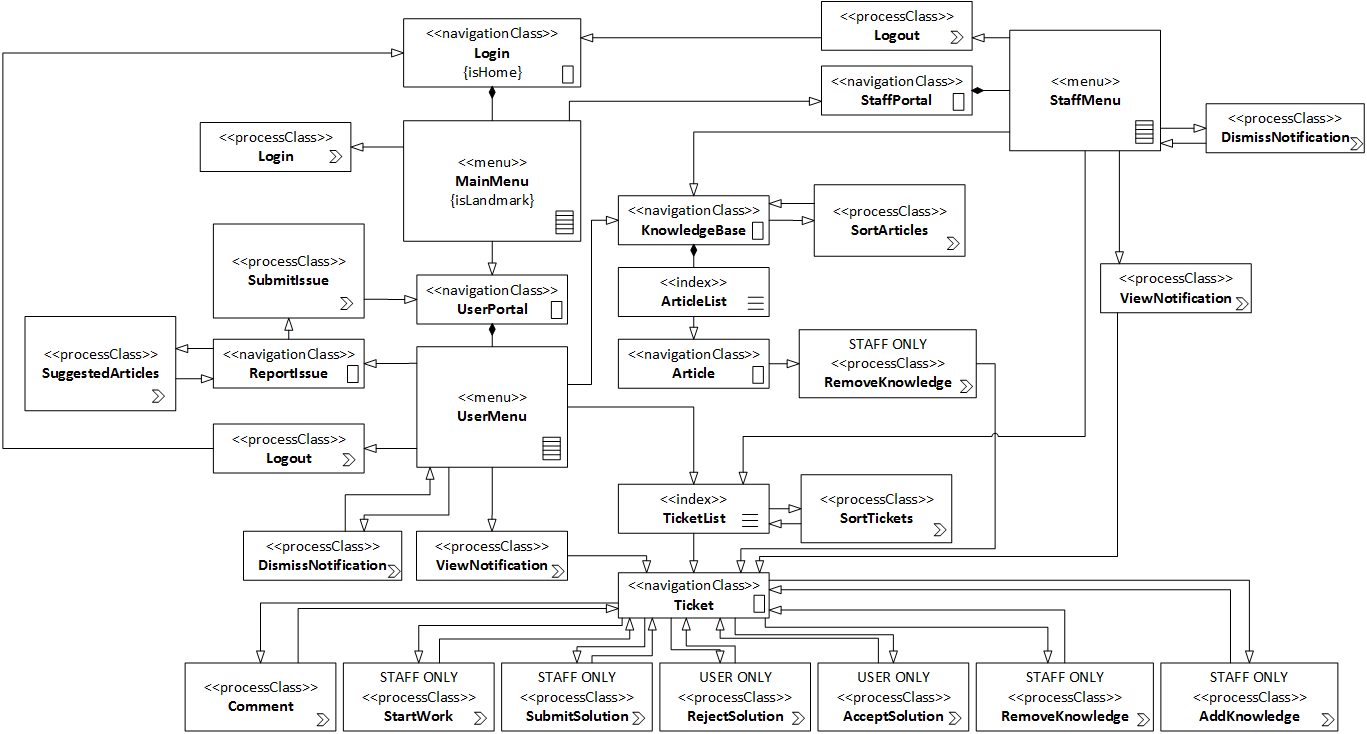 <<processClass>>
Logout
<<navigationClass>>
Login
{isHome}
<<menu>>
StaffMenu
<<navigationClass>>
StaffPortal
<<processClass>>
DismissNotification
<<processClass>>
Login
<<menu>>
MainMenu
{isLandmark}
<<navigationClass>>
KnowledgeBase
<<processClass>>
SortArticles
<<processClass>>
SubmitIssue
<<navigationClass>>
UserPortal
<<index>>
ArticleList
<<processClass>>
ViewNotification
<<processClass>>
SuggestedArticles
<<navigationClass>>
ReportIssue
<<navigationClass>>
Article
STAFF ONLY
<<processClass>>
RemoveKnowledge
<<menu>>
UserMenu
<<processClass>>
Logout
<<index>>
TicketList
<<processClass>>
SortTickets
<<processClass>>
DismissNotification
<<processClass>>
ViewNotification
<<navigationClass>>
Ticket
<<processClass>>
Comment
STAFF ONLY
<<processClass>>
StartWork
STAFF ONLY
<<processClass>>
SubmitSolution
USER ONLY
<<processClass>>
RejectSolution
USER ONLY
<<processClass>>
AcceptSolution
STAFF ONLY
<<processClass>>
RemoveKnowledge
STAFF ONLY
<<processClass>>
AddKnowledge